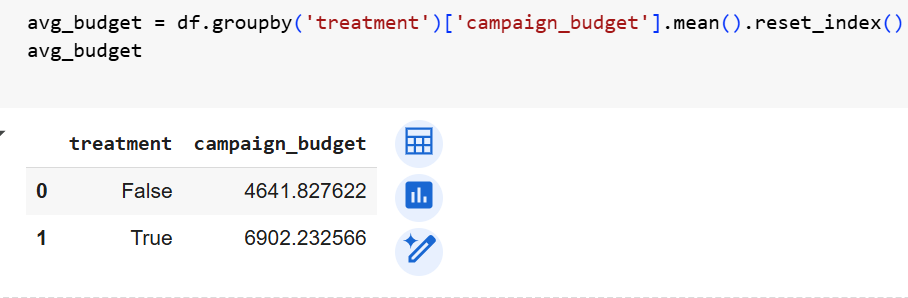 avg_budget = df.groupby('treatment')['campaign_budget'].mean().reset_index()
avg_budget
treatment campaign_budget
0 False 4641.827622
1 True 6902.232566